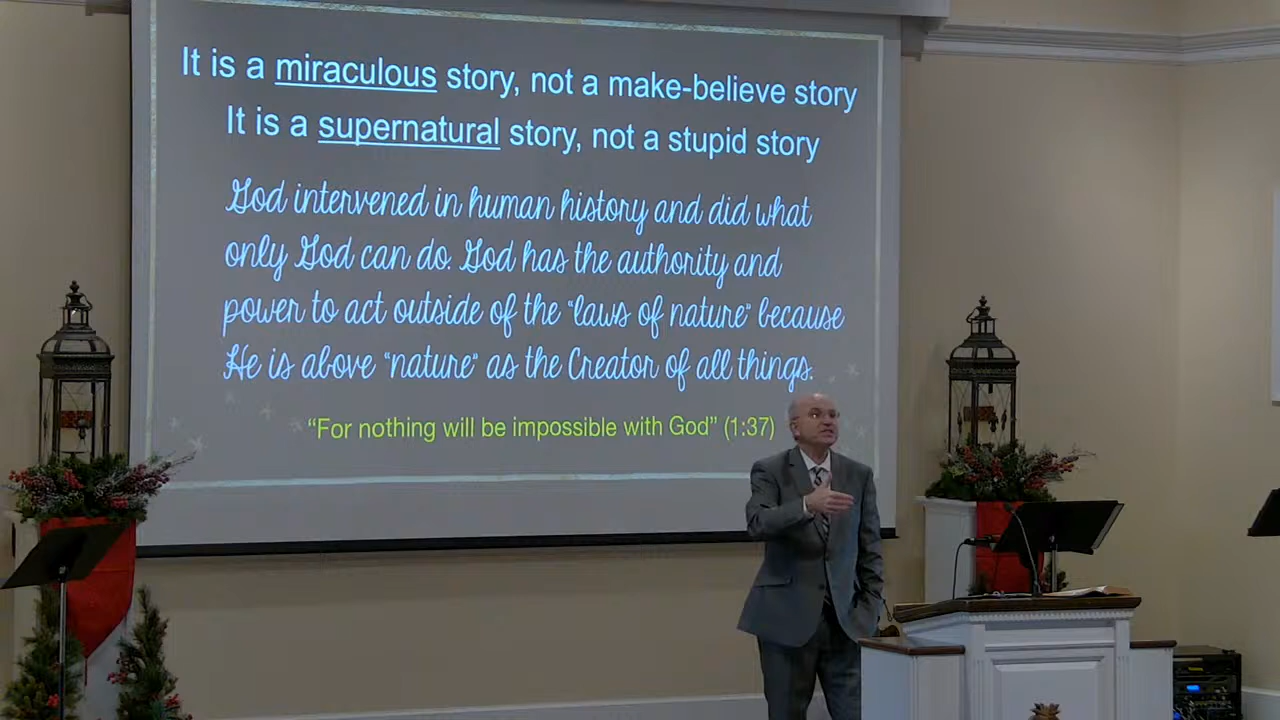 It is a miraculous story, not a make-believe story
It is a supernatural story, not a stupid story
God intervened in human history and did what
only God can do. God has the authority and
power to act outside of the "laws of nature" because
He is above "nature" as the Creator of all things.
“For nothing will be impossible with God” (1:37)